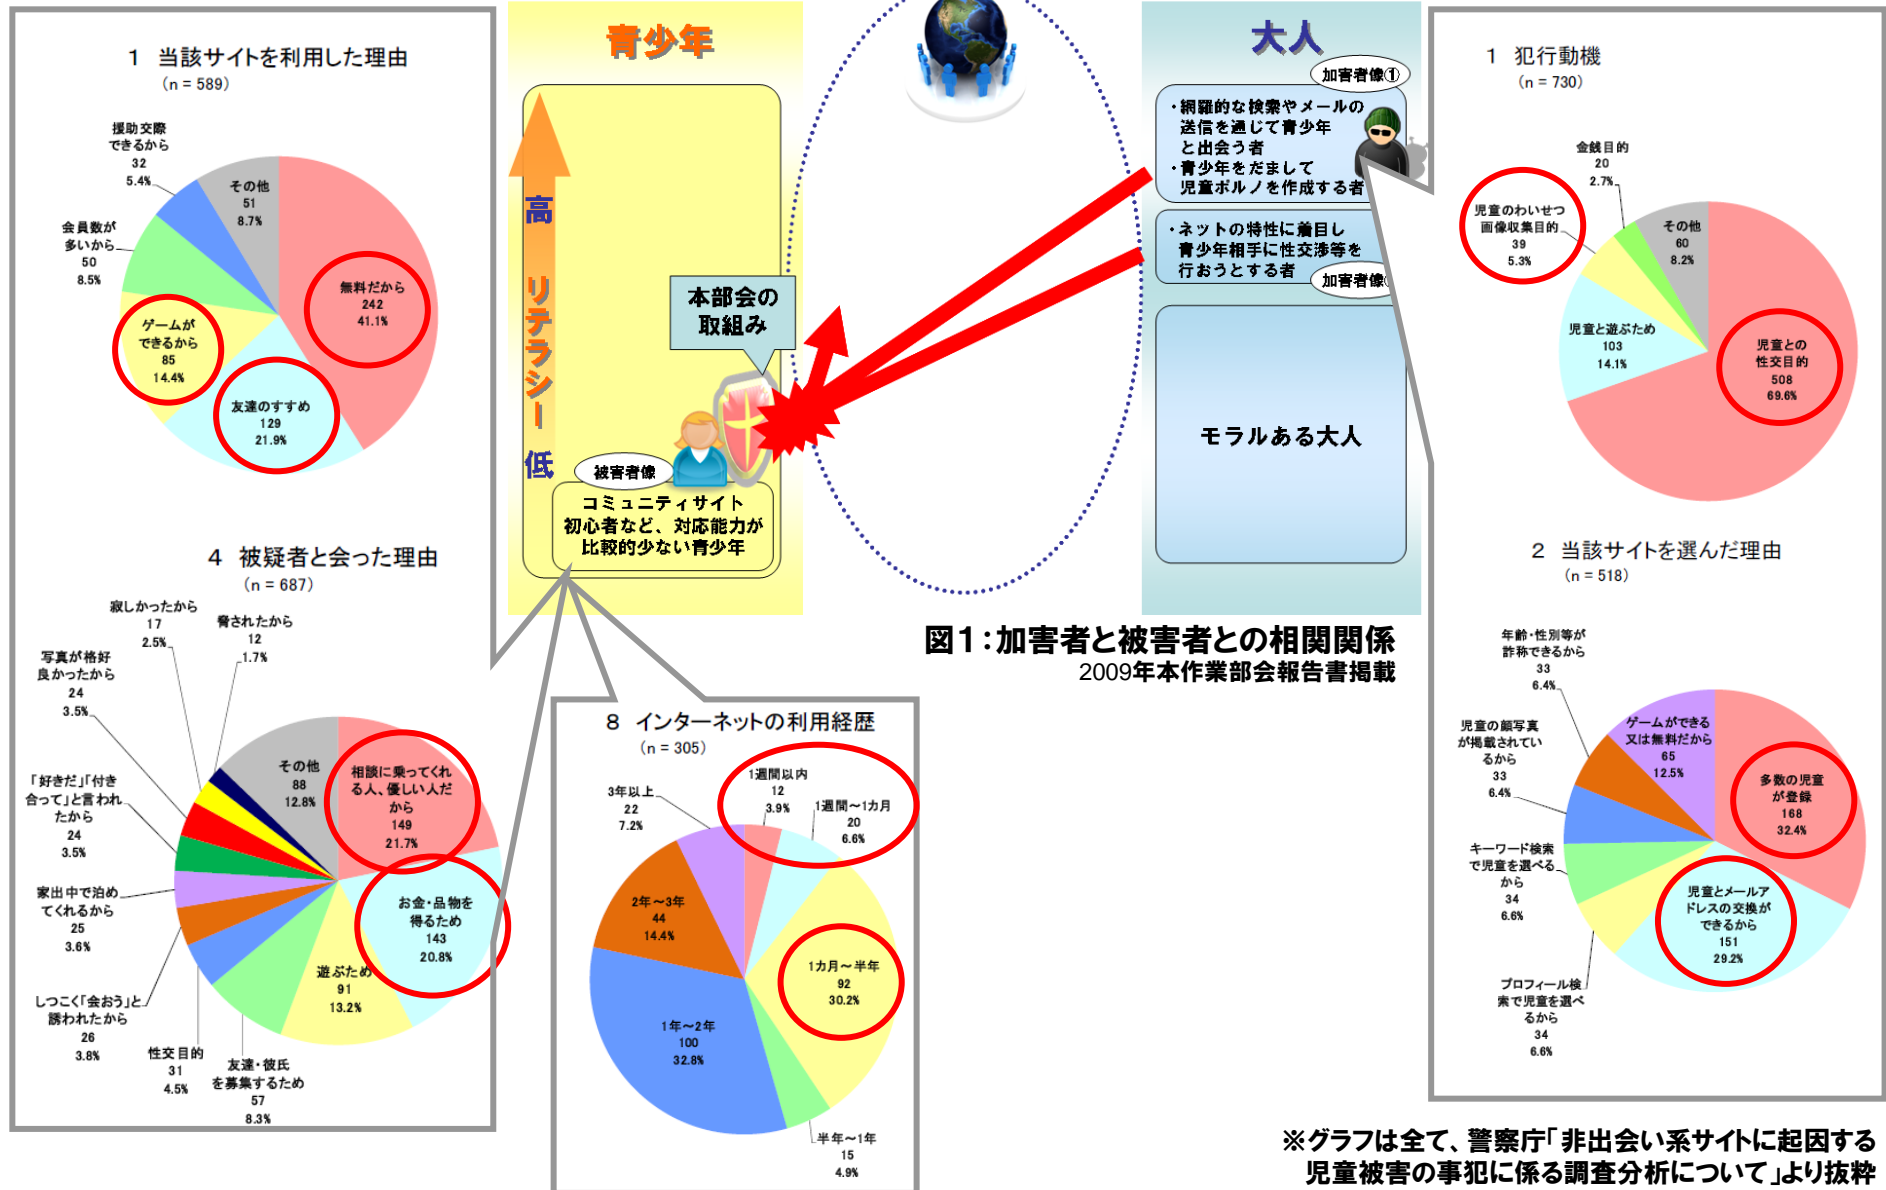 1 当該サイトを利用した理由
(n = 589)
援助交際
できるから
32
5.4%
その他
51
8.7%
会員数が
多いから
50
8.5%
無料だから
242
41.1%
ゲームが
できるから
85
14.4%
友達のすすめ
129
21.9%
4 被疑者と会った理由
(n = 687)
寂しかったから
17
2.5%
脅されたから
12
1.7%
写真が格好
良かったから
24
3.5%
「好きだ」「付き
合って」と言われ
たから
24
3.5%
その他
88
12.8%
相談に乗ってくれ
る人、優しい人だ
から
149
21.7%
家出中で泊め
てくれるから
25
3.6%
お金・品物を
得るため
143
20.8%
遊ぶため
91
13.2%
しつこく「会おう」と
誘われたから
26
3.8%
性交目的
31
4.5%
友達・彼氏
を募集するため
57
8.3%
青少年
高
リテラシー
低
本部会の
取組み
被害者像
コミュニティサイト
初心者など、対応能力が
比較的少ない青少年
大人
加害者像①
・網羅的な検索やメールの
送信を通じて青少年
と出会う者
・青少年をだまして
児童ポルノを作成する者
・ネットの特性に着目し
青少年相手に性交渉等を
行おうとする者
加害者像
モラルある大人
図1：加害者と被害者との相関関係
2009年本作業部会報告書掲載
8 インターネットの利用経歴
(n = 305)
1週間以内
12
3.9%
1週間～1カ月
20
6.6%
3年以上
22
7.2%
2年～3年
44
14.4%
1カ月～半年
92
30.2%
1年～2年
100
32.8%
半年～1年
15
4.9%
1 犯行動機
(n = 730)
金銭目的
20
2.7%
児童のわいせつ
画像収集目的
39
5.3%
その他
60
8.2%
児童と遊ぶため
103
14.1%
児童との
性交目的
508
69.6%
2 当該サイトを選んだ理由
(n = 518)
年齢・性別等が
詐称できるから
33
6.4%
児童の顔写真
が掲載されてい
るから
33
6.4%
ゲームができる
又は無料だから
65
12.5%
多数の児童
が登録
168
32.4%
キーワード検索
で児童を選べる
から
34
6.6%
児童とメールア
ドレスの交換が
できるから
151
29.2%
プロフィール検
索で児童を選べ
るから
34
6.6%
※グラフは全て、警察庁「非出会い系サイトに起因する
児童被害の事犯に係る調査分析について」より抜粋